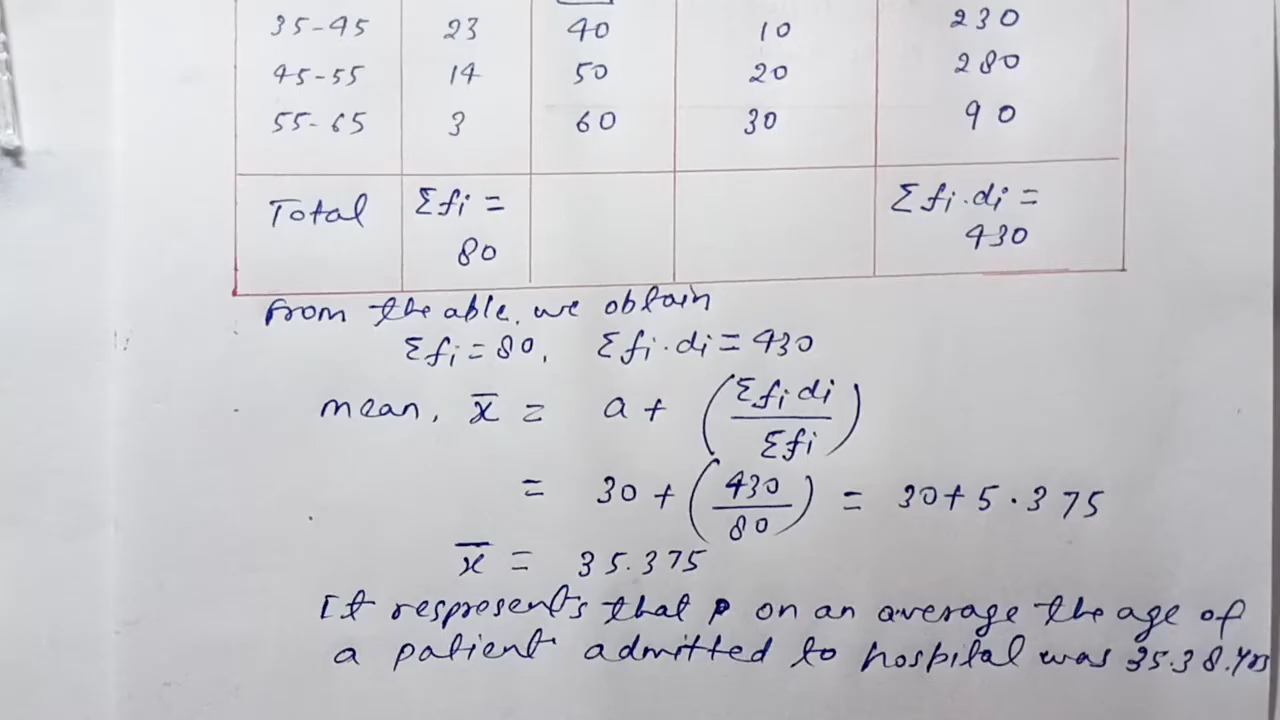 35-45 23 40 10 230
45-55 14 50 20 280
55-65 3 60 30 90
Total Σfi = 80 Σfi.di = 430
From the able, we obtain
Σfi = 80, Σfi.di = 430
mean, x̄ = a + (Σfidi / Σfi)
= 30 + (430 / 80) = 30 + 5.375
x̄ = 35.375
It respresents that on an average the age of
a patient admitted to hospital was 35.38.yrs